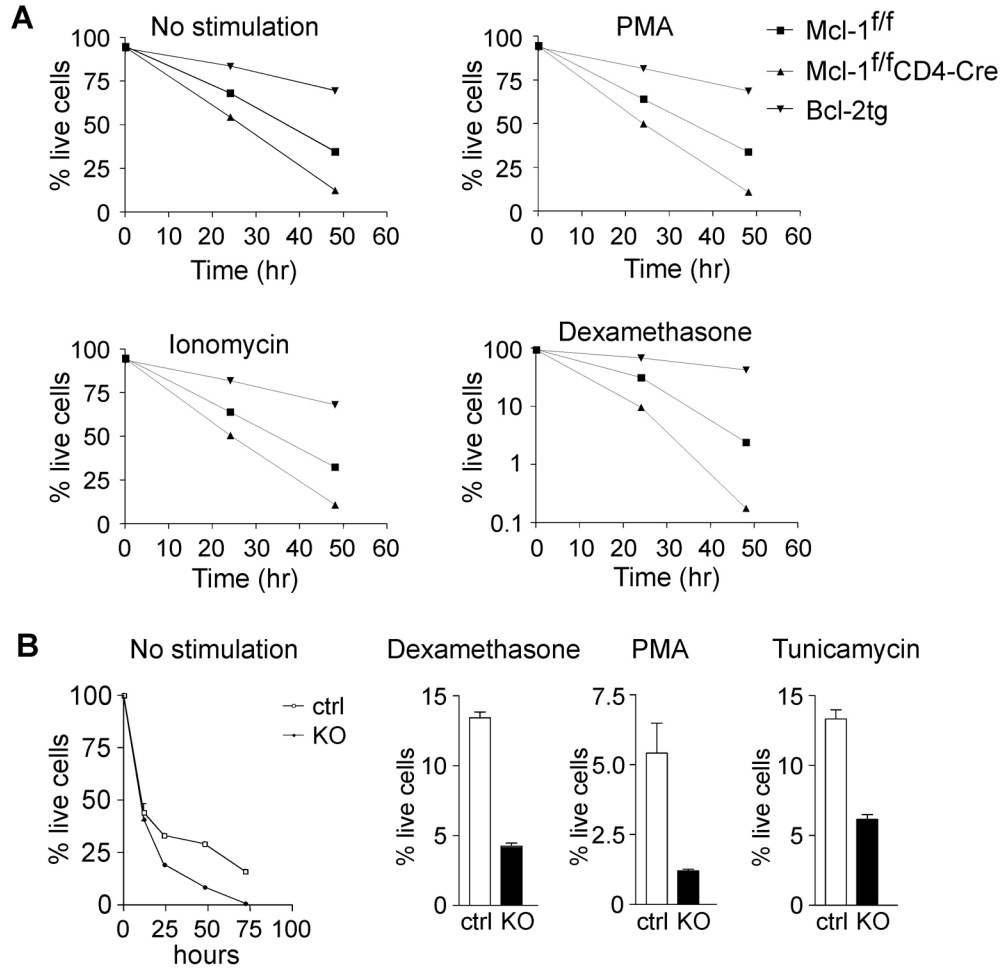 A
No stimulation
% live cells
100
75
50
25
0
0 10 20 30 40 50 60
Time (hr)
PMA
% live cells
100
75
50
25
0
0 10 20 30 40 50 60
Time (hr)
Mcl-1f/f
Mcl-1f/fCD4-Cre
Bcl-2tg
Ionomycin
% live cells
100
75
50
25
0
0 10 20 30 40 50 60
Time (hr)
Dexamethasone
% live cells
100
10
1
0.1
0 10 20 30 40 50 60
Time (hr)
B
No stimulation
% live cells
100
75
50
25
0
0 25 50 75 100
hours
ctrl
KO
Dexamethasone
% live cells
15
10
5
0
ctrl KO
PMA
% live cells
7.5
5.0
2.5
0
ctrl KO
Tunicamycin
% live cells
15
10
5
0
ctrl KO